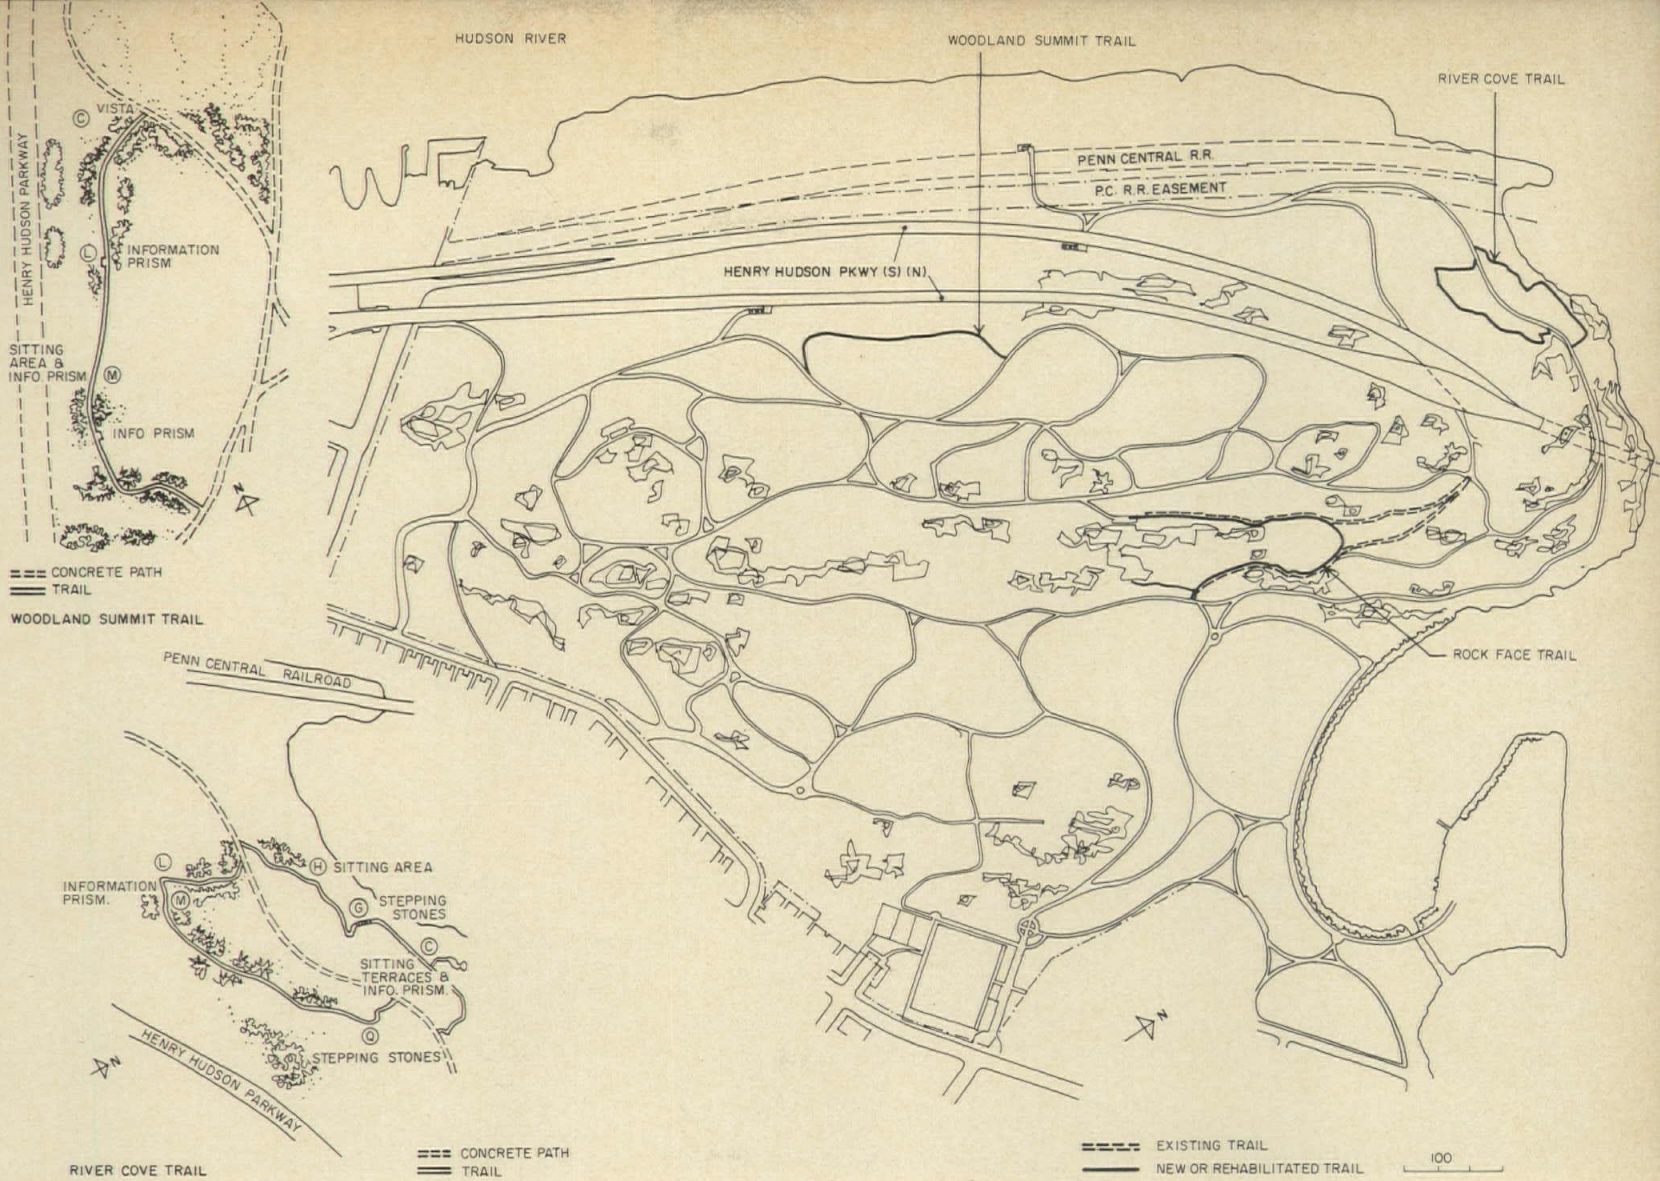 HUDSON RIVER
WOODLAND SUMMIT TRAIL
RIVER COVE TRAIL
PENN CENTRAL R.R.
P.C. R.R. EASEMENT
HENRY HUDSON PKWY (S) (N)
ROCK FACE TRAIL
N
EXISTING TRAIL
NEW OR REHABILITATED TRAIL
100
HENRY HUDSON PARKWAY
C
VISTA
L
INFORMATION
PRISM
SITTING
AREA &
INFO. PRISM
M
INFO PRISM
N
CONCRETE PATH
TRAIL
WOODLAND SUMMIT TRAIL
PENN CENTRAL RAILROAD
L
INFORMATION
PRISM.
M
H SITTING AREA
G
STEPPING
STONES
C
SITTING
TERRACES &
INFO. PRISM.
Q
STEPPING STONES
N
HENRY HUDSON PARKWAY
CONCRETE PATH
TRAIL
RIVER COVE TRAIL